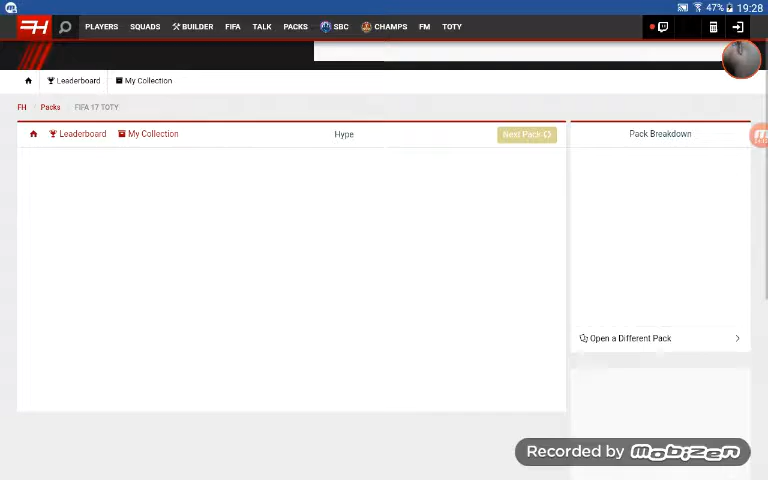 47% 19:28
FH PLAYERS SQUADS BUILDER FIFA TALK PACKS SBC CHAMPS FM TOTY
Leaderboard My Collection
FH Packs FIFA 17 TOTY
Leaderboard My Collection Hype Next Pack Pack Breakdown
Open a Different Pack
Recorded by mobizen